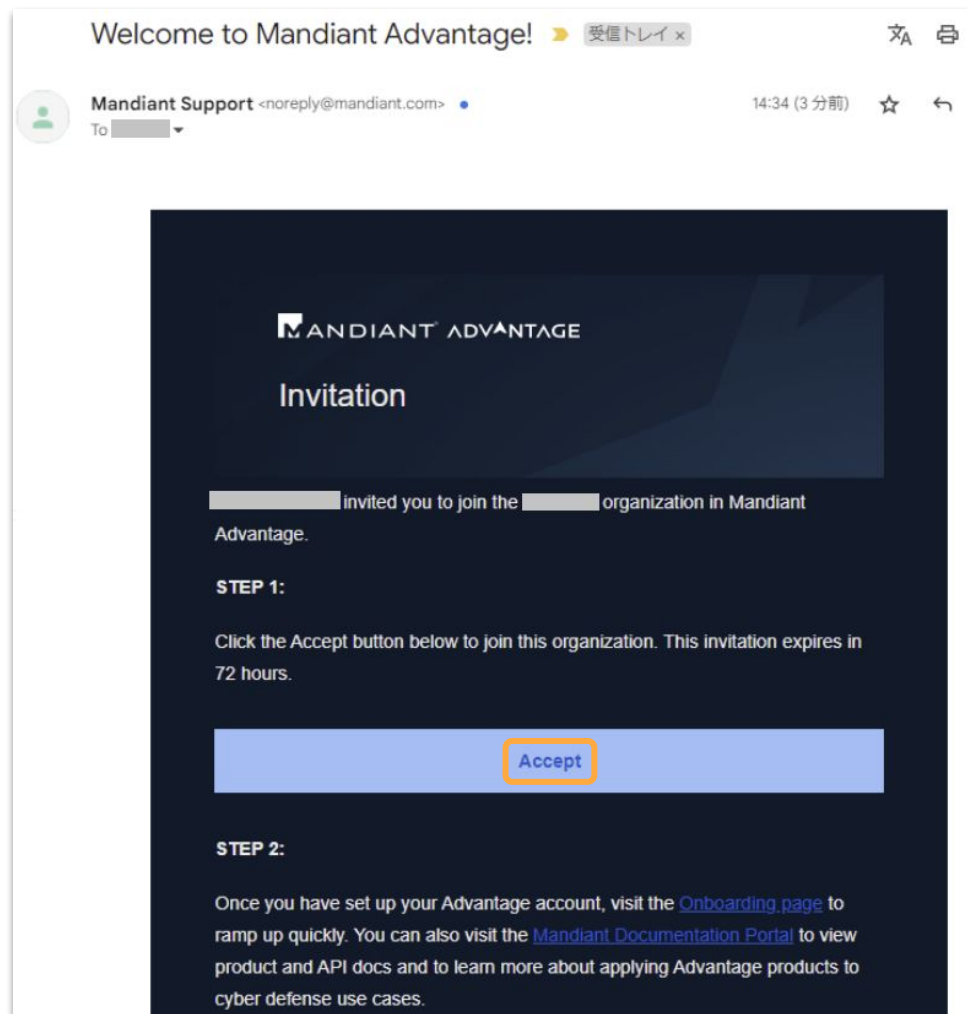 Welcome to Mandiant Advantage! 受信トレイ ×
Mandiant Support <noreply@mandiant.com> 14:34 (3 分前)
To
MANDIANT ADVANTAGE
Invitation
invited you to join the organization in Mandiant
Advantage.
STEP 1:
Click the Accept button below to join this organization. This invitation expires in
72 hours.
Accept
STEP 2:
Once you have set up your Advantage account, visit the Onboarding page to
ramp up quickly. You can also visit the Mandiant Documentation Portal to view
product and API docs and to learn more about applying Advantage products to
cyber defense use cases.